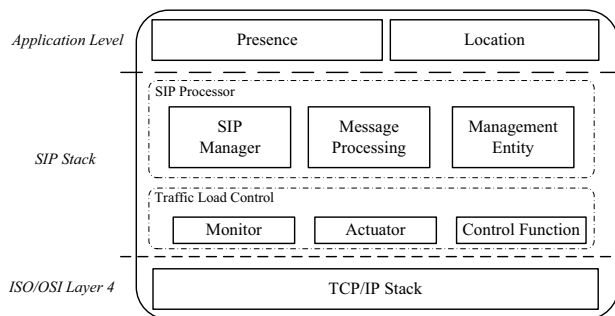 Application Level
Presence
Location
SIP Stack
SIP Processor
SIP
Manager
Message
Processing
Management
Entity
Traffic Load Control
Monitor
Actuator
Control Function
ISO/OSI Layer 4
TCP/IP Stack